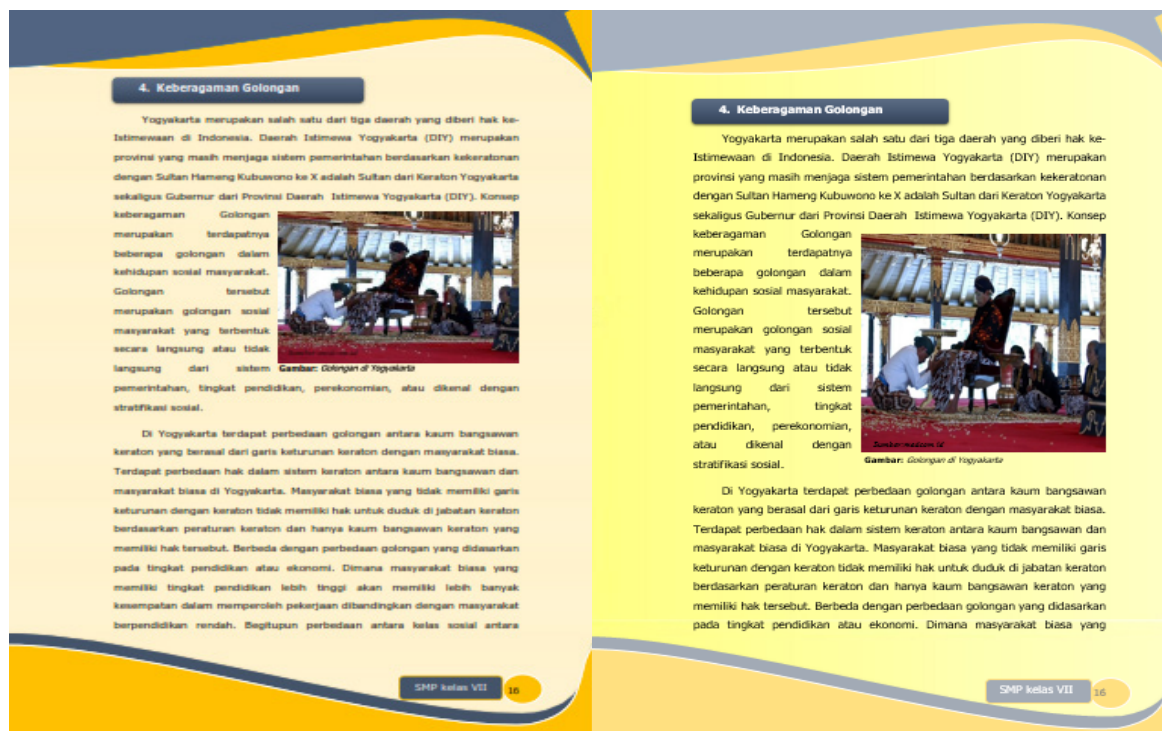 4. Keberagaman Golongan
Yogyakarta merupakan salah satu dari tiga daerah yang diberi hak ke-
Istimewaan di Indonesia. Daerah Istimewa Yogyakarta (DIY) merupakan
provinsi yang masih menjaga sistem pemerintahan berdasarkan kekeratonan
dengan Sultan Hameng Kubuwono ke X adalah Sultan dari Keraton Yogyakarta
sekaligus Gubernur dari Provinsi Daerah Istimewa Yogyakarta (DIY). Konsep
keberagaman Golongan
merupakan terdapatnya
beberapa golongan dalam
kehidupan sosial masyarakat.
Golongan tersebut
merupakan golongan sosial
masyarakat yang terbentuk
secara langsung atau tidak
langsung dari sistem
Gambar: Golongan di Yogyakarta
pemerintahan, tingkat pendidikan, perekonomian, atau dikenal dengan
stratifikasi sosial.
Di Yogyakarta terdapat perbedaan golongan antara kaum bangsawan
keraton yang berasal dari garis keturunan keraton dengan masyarakat biasa.
Terdapat perbedaan hak dalam sistem keraton antara kaum bangsawan dan
masyarakat biasa di Yogyakarta. Masyarakat biasa yang tidak memiliki garis
keturunan dengan keraton tidak memiliki hak untuk duduk di jabatan keraton
berdasarkan peraturan keraton dan hanya kaum bangsawan keraton yang
memiliki hak tersebut. Berbeda dengan perbedaan golongan yang didasarkan
pada tingkat pendidikan atau ekonomi. Dimana masyarakat biasa yang
memiliki tingkat pendidikan lebih tinggi akan memiliki lebih banyak
kesempatan dalam memperoleh pekerjaan dibandingkan dengan masyarakat
berpendidikan rendah. Begitupun perbedaan antara kelas sosial antara
SMP kelas VII 16
4. Keberagaman Golongan
Yogyakarta merupakan salah satu dari tiga daerah yang diberi hak ke-
Istimewaan di Indonesia. Daerah Istimewa Yogyakarta (DIY) merupakan
provinsi yang masih menjaga sistem pemerintahan berdasarkan kekeratonan
dengan Sultan Hameng Kubuwono ke X adalah Sultan dari Keraton Yogyakarta
sekaligus Gubernur dari Provinsi Daerah Istimewa Yogyakarta (DIY). Konsep
keberagaman Golongan
merupakan terdapatnya
beberapa golongan dalam
kehidupan sosial masyarakat.
Golongan tersebut
merupakan golongan sosial
masyarakat yang terbentuk
secara langsung atau tidak
langsung dari sistem
pemerintahan, tingkat
pendidikan, perekonomian,
atau dikenal dengan
stratifikasi sosial.
Sumber:medcom.id
Gambar: Golongan di Yogyakarta
Di Yogyakarta terdapat perbedaan golongan antara kaum bangsawan
keraton yang berasal dari garis keturunan keraton dengan masyarakat biasa.
Terdapat perbedaan hak dalam sistem keraton antara kaum bangsawan dan
masyarakat biasa di Yogyakarta. Masyarakat biasa yang tidak memiliki garis
keturunan dengan keraton tidak memiliki hak untuk duduk di jabatan keraton
berdasarkan peraturan keraton dan hanya kaum bangsawan keraton yang
memiliki hak tersebut. Berbeda dengan perbedaan golongan yang didasarkan
pada tingkat pendidikan atau ekonomi. Dimana masyarakat biasa yang
SMP kelas VII 16